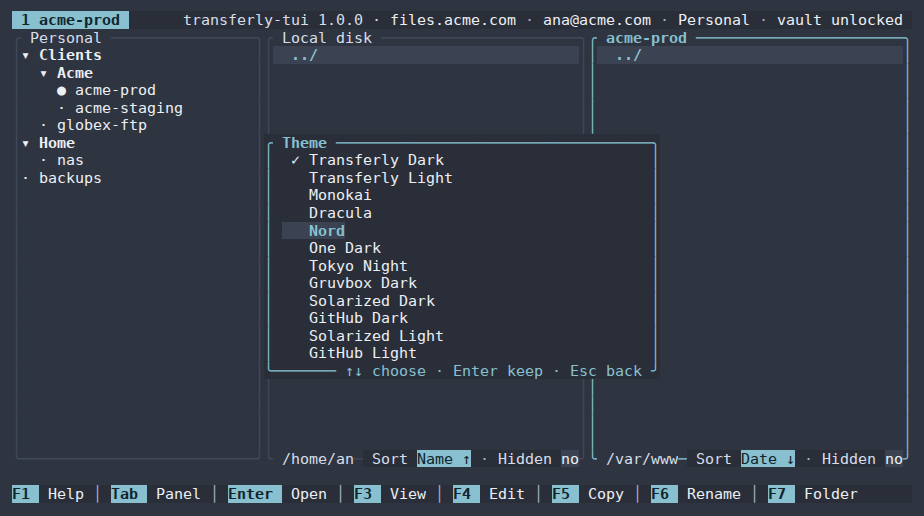 1 acme-prod transferly-tui 1.0.0 · files.acme.com · ana@acme.com · Personal · vault unlocked
Personal
▾ Clients
▾ Acme
● acme-prod
· acme-staging
· globex-ftp
▾ Home
· nas
· backups
Local disk
../
acme-prod
../
Theme
✓ Transferly Dark
Transferly Light
Monokai
Dracula
Nord
One Dark
Tokyo Night
Gruvbox Dark
Solarized Dark
GitHub Dark
Solarized Light
GitHub Light
↑↓ choose · Enter keep · Esc back
/home/an Sort Name ↑ · Hidden no
/var/www Sort Date ↓ · Hidden no
F1 Help │ Tab Panel │ Enter Open │ F3 View │ F4 Edit │ F5 Copy │ F6 Rename │ F7 Folder